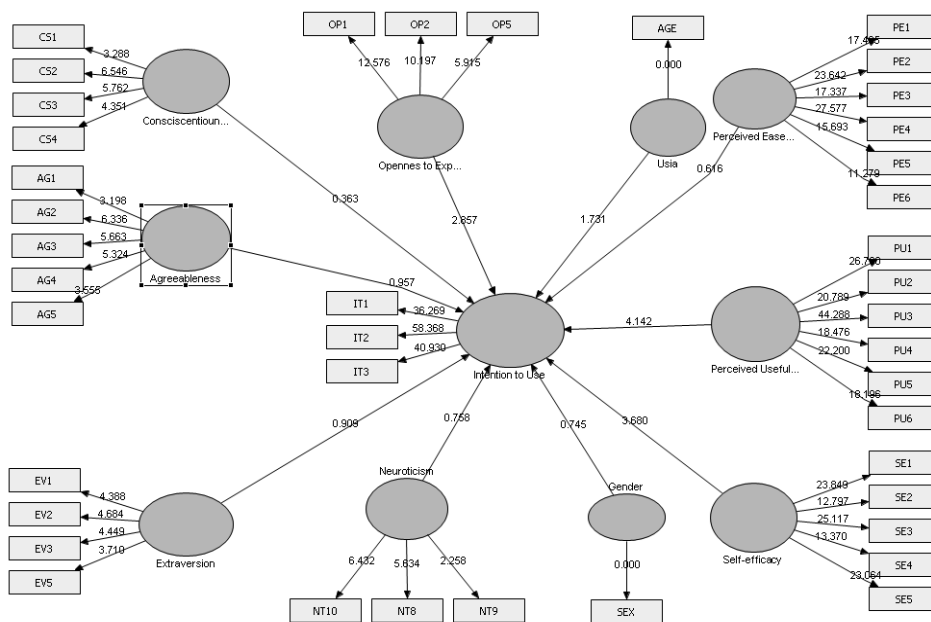 CS1
CS2
CS3
CS4
3.288
6.546
5.762
4.351
Consciscentioun...
OP1
OP2
OP5
12.576
10.197
5.915
Opennes to Exp...
AGE
0.000
Usia
PE1
PE2
PE3
PE4
PE5
PE6
23.642
17.337
27.577
15.693
11.279
Perceived Ease...
0.363
2.857
1.731
0.616
AG1
AG2
AG3
AG4
AG5
3.198
6.336
5.663
5.324
Agreeableness
0.957
IT1
IT2
IT3
36.269
58.368
40.930
Intention to Use
4.142
PU1
PU2
PU3
PU4
PU5
PU6
20.789
44.288
18.476
22.200
18.196
Perceived Useful...
0.909
0.758
0.745
3.680
EV1
EV2
EV3
EV5
4.388
4.684
4.449
3.710
Extraversion
Neuroticism
6.432
5.634
2.258
NT10
NT8
NT9
Gender
0.000
SEX
SE1
SE2
SE3
SE4
SE5
23.849
12.797
25.117
13.370
23.064
Self-efficacy